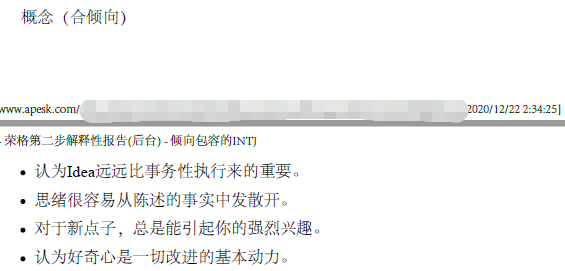 概念（合倾向）
www.apesk.com/
2020/12/22 2:34:25]
- 荣格第二步解释性报告(后台) - 倾向包容的INTJ
• 认为Idea远远比事务性执行来的重要。
• 思绪很容易从陈述的事实中发散开。
• 对于新点子，总是能引起你的强烈兴趣。
• 认为好奇心是一切改进的基本动力。